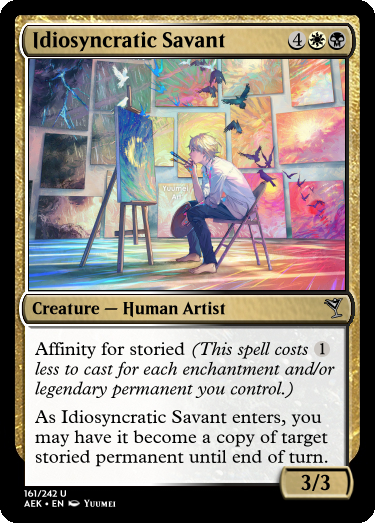 Idiosyncratic Savant 4
Yuumei
Art
Creature — Human Artist
Affinity for storied (This spell costs 1
less to cast for each enchantment and/or
legendary permanent you control.)
As Idiosyncratic Savant enters, you
may have it become a copy of target
storied permanent until end of turn.
3/3
161/242 U
AEK • EN Yuumei